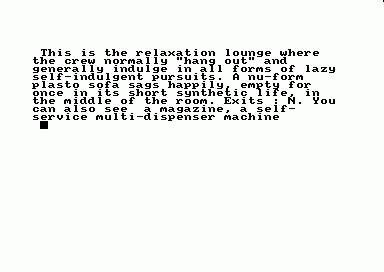 This is the relaxation lounge where
the crew normally "hang out" and
generally indulge in all forms of lazy
self-indulgent pursuits. A nu-form
plasto sofa sags happily, empty for
once in its short synthetic life, in
the middle of the room. Exits : N. You
can also see  a magazine, a self-
service multi-dispenser machine